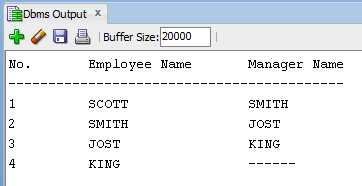 Dbms Output x
Buffer Size: 20000
No. Employee Name Manager Name
------------------------------------------
1 SCOTT SMITH
2 SMITH JOST
3 JOST KING
4 KING ------